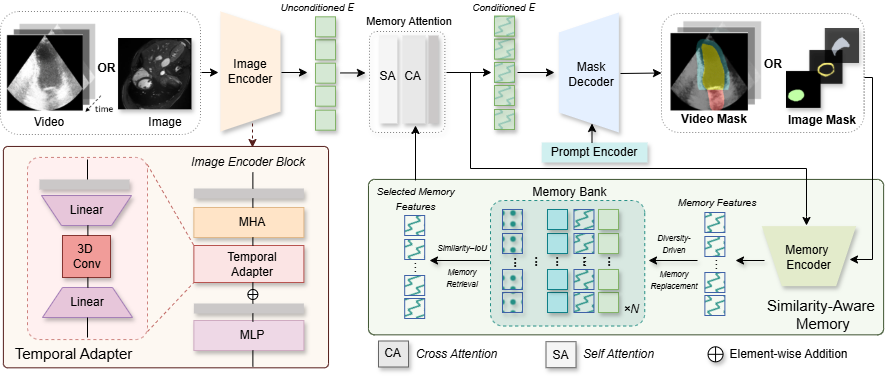 Unconditioned E
Memory Attention
Conditioned E
Video
OR
Image
time
Image
Encoder
SA
CA
Mask
Decoder
Prompt Encoder
Video Mask
OR
Image Mask
Image Encoder Block
Linear
3D
Conv
Linear
Temporal Adapter
MHA
Temporal
Adapter
MLP
Selected Memory
Features
Similarity–IoU
Memory
Retrieval
Memory Bank
×N
Memory Features
Diversity-
Driven
Memory
Replacement
Memory
Encoder
Similarity-Aware
Memory
CA
Cross Attention
SA
Self Attention
Element-wise Addition